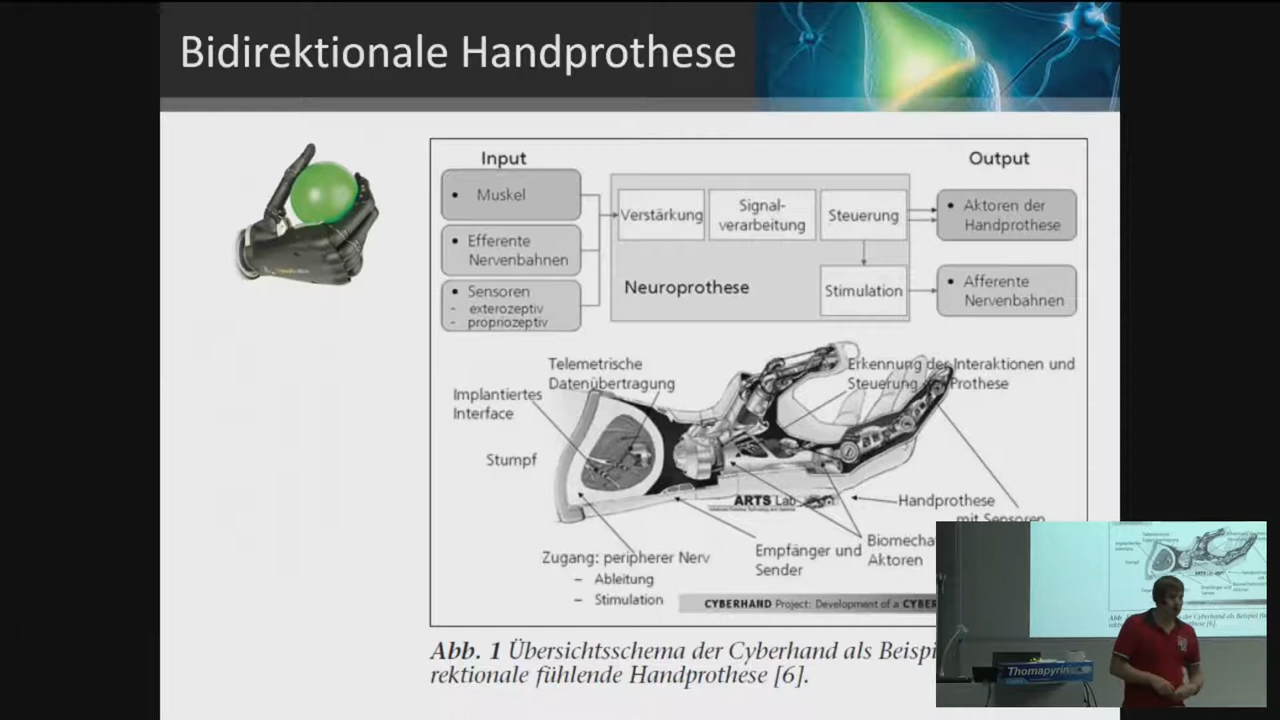 Bidirektionale Handprothese
Input
Output
• Muskel
• Efferente
Nervenbahnen
• Sensoren
- exterozeptiv
- propriozeptiv
Verstärkung
Signal-
verarbeitung
Steuerung
Neuroprothese
Stimulation
• Aktoren der
Handprothese
• Afferente
Nervenbahnen
Telemetrische
Datenübertragung
Implantiertes
Interface
Stumpf
Erkennung der Interaktionen und
Steuerung der Prothese
ARTS Lab
Handprothese
mit Sensoren
Zugang: peripherer Nerv
– Ableitung
– Stimulation
Empfänger und
Sender
Biomecha
Aktoren
CYBERHAND Project: Development of a CYBER
Abb. 1 Übersichtsschema der Cyberhand als Beispi
rektionale fühlende Handprothese [6].
Thomapyrin